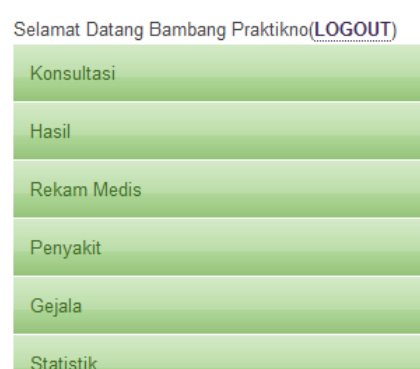 Selamat Datang Bambang Praktikno(LOGOUT)
Konsultasi
Hasil
Rekam Medis
Penyakit
Gejala
Statistik